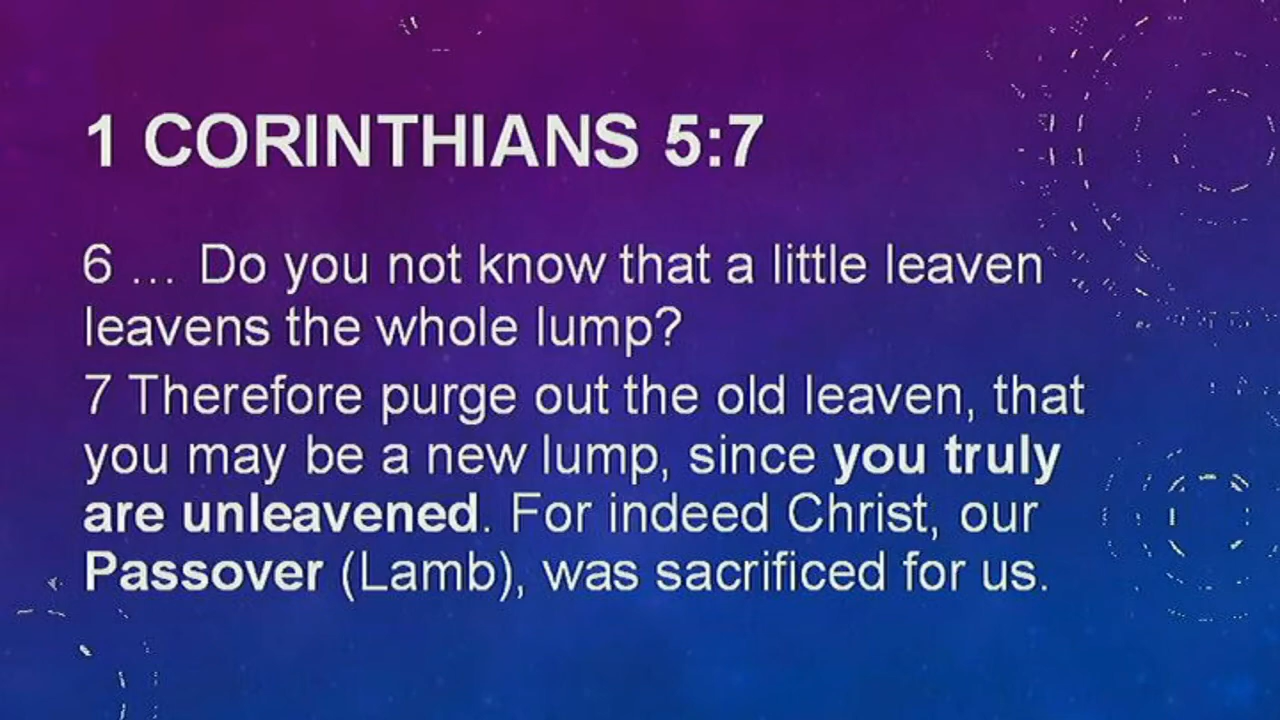 1 CORINTHIANS 5:7
6 ... Do you not know that a little leaven
leavens the whole lump?
7 Therefore purge out the old leaven, that
you may be a new lump, since you truly
are unleavened. For indeed Christ, our
Passover (Lamb), was sacrificed for us.